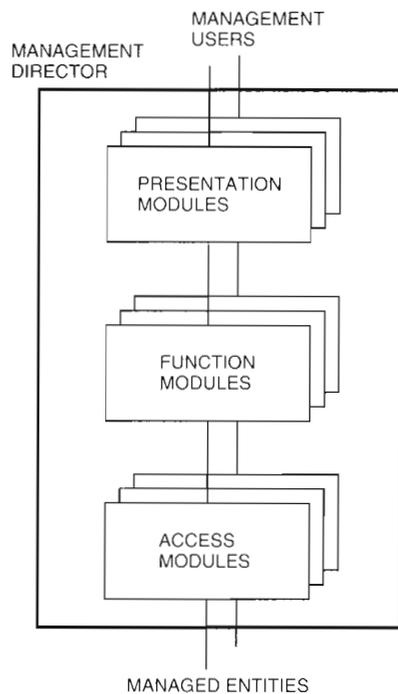 MANAGEMENT
USERS
MANAGEMENT
DIRECTOR
PRESENTATION
MODULES
FUNCTION
MODULES
ACCESS
MODULES
MANAGED ENTITIES